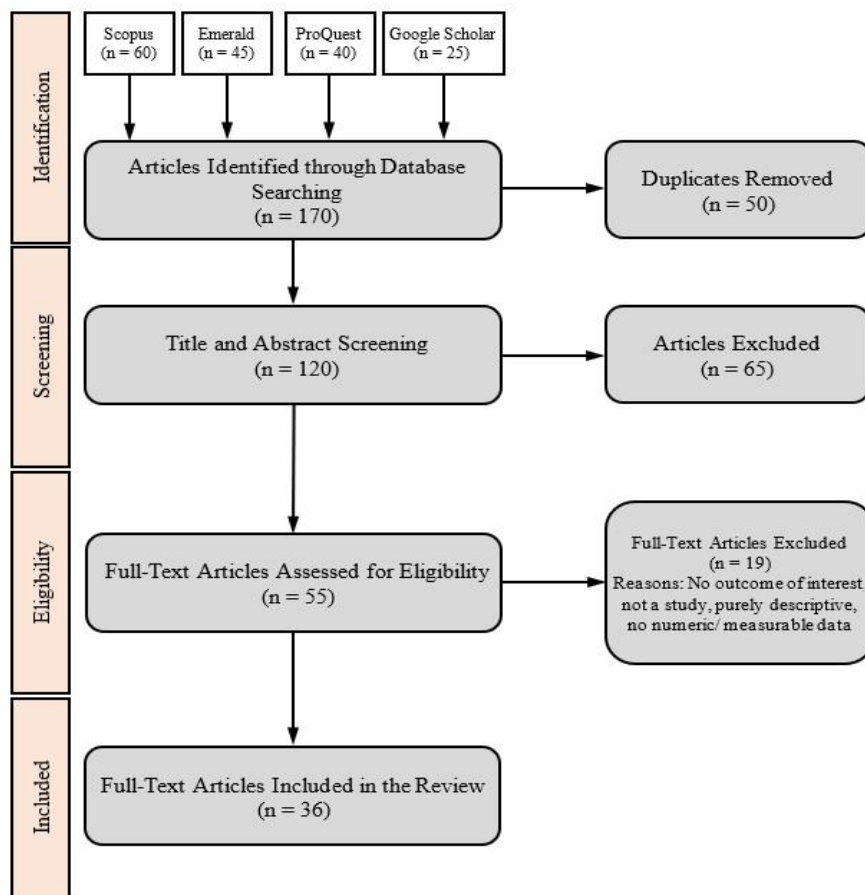 Scopus
(n = 60)
Emerald
(n = 45)
ProQuest
(n = 40)
Google Scholar
(n = 25)
Identification
Articles Identified through Database
Searching
(n = 170)
Duplicates Removed
(n = 50)
Screening
Title and Abstract Screening
(n = 120)
Articles Excluded
(n = 65)
Eligibility
Full-Text Articles Assessed for Eligibility
(n = 55)
Full-Text Articles Excluded
(n = 19)
Reasons: No outcome of interest,
not a study, purely descriptive,
no numeric/ measurable data
Included
Full-Text Articles Included in the Review
(n = 36)